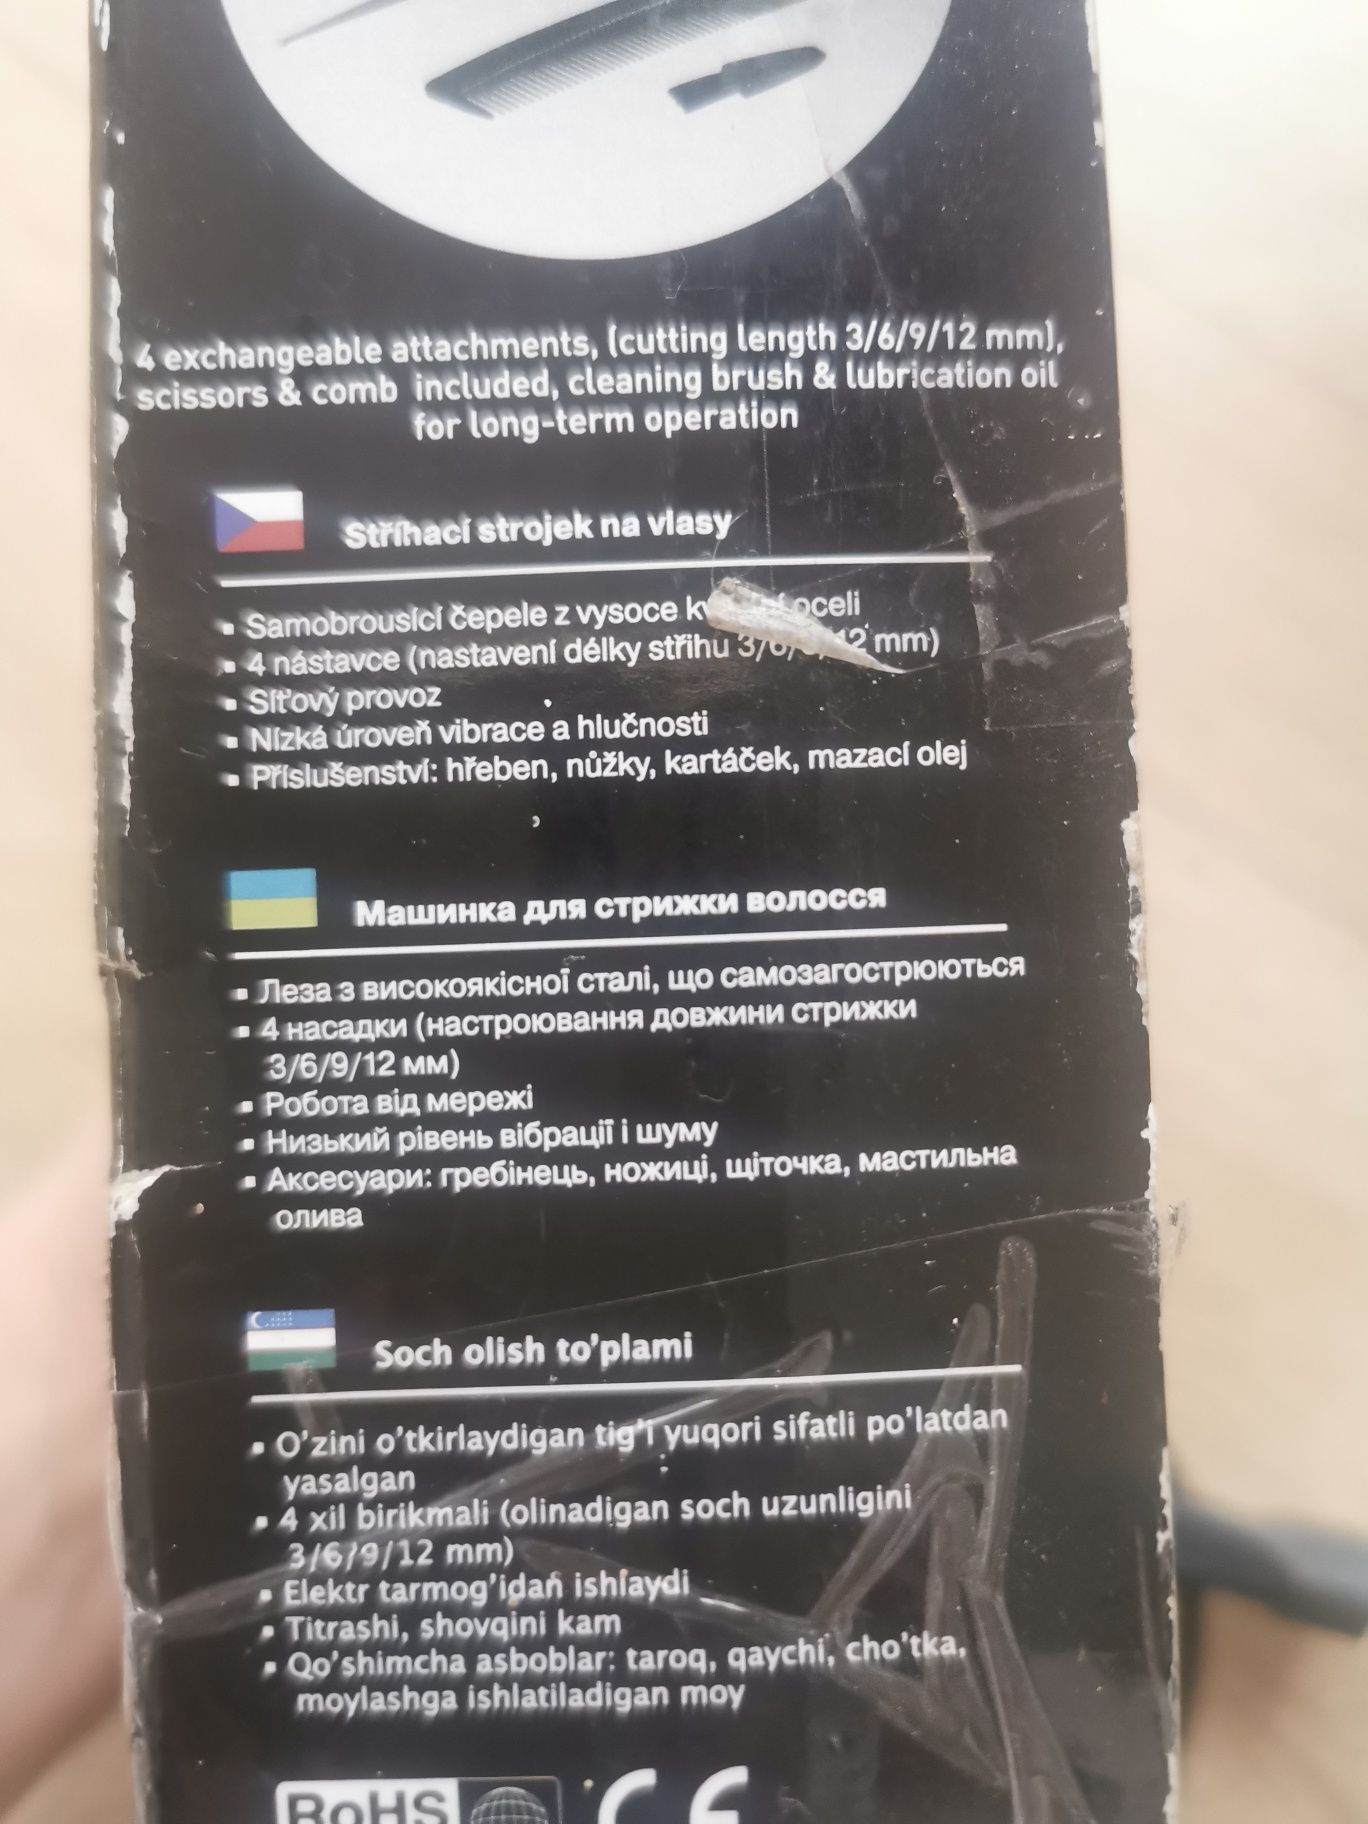 4 exchangeable attachments, (cutting length 3/6/9/12 mm),
scissors & comb included, cleaning brush & lubrication oil
for long-term operation
Stříhací strojek na vlasy
▪ Samobrousící čepele z vysoce oceli
▪ 4 nástavce (nastavení délky střihu 12 mm)
▪ Síťový provoz
▪ Nízká úroveň vibrace a hlučnosti
▪ Příslušenství: hřeben, nůžky, kartáček, mazací olej
Машинка для стрижки волосся
▪ Леза з високоякісної сталі, що самозагострюються
▪ 4 насадки (настроювання довжини стрижки
3/6/9/12 мм)
▪ Робота від мережі
▪ Низький рівень вібрації і шуму
▪ Аксесуари: гребінець, ножиці, щіточка, мастильна
олива
Soch olish to'plami
▪ O'zini o'tkirlaydigan tig'i yuqori sifatli po'latdan
yasalgan
▪ 4 xil birikmali (olinadigan soch uzunligini
3/6/9/12 mm)
▪ Elektr tarmog'idan ishlaydi
▪ Titrashi, shovqini kam
▪ Qo'shimcha asboblar: taroq, qaychi, cho'tka,
moylashga ishlatiladigan moy
RoHS CE